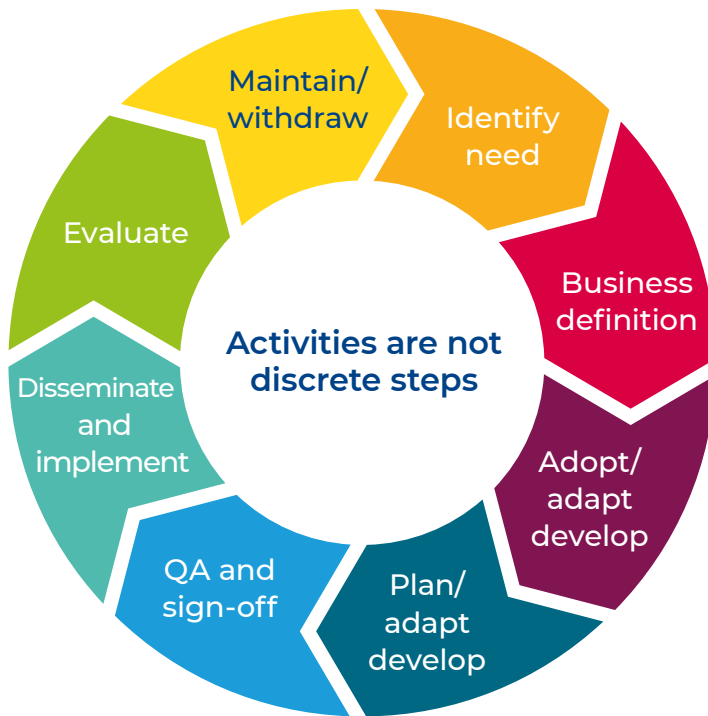 Maintain/
withdraw
Identify
need
Business
definition
Adopt/
adapt
develop
Plan/
adapt
develop
QA and
sign-off
Disseminate
and
implement
Evaluate
Activities are not
discrete steps